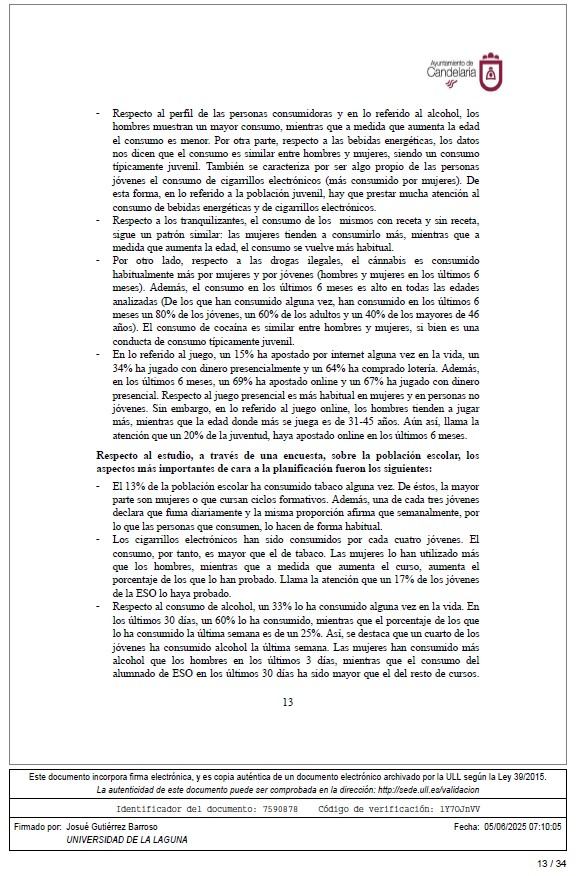 Ayuntamiento de
Candelaria
- Respecto al perfil de las personas consumidoras y en lo referido al alcohol, los
hombres muestran un mayor consumo, mientras que a medida que aumenta la edad
el consumo es menor. Por otra parte, respecto a las bebidas energéticas, los datos
nos dicen que el consumo es similar entre hombres y mujeres, siendo un consumo
típicamente juvenil. También se caracteriza por ser algo propio de las personas
jóvenes el consumo de cigarrillos electrónicos (más consumido por mujeres). De
esta forma, en lo referido a la población juvenil, hay que prestar mucha atención al
consumo de bebidas energéticas y de cigarrillos electrónicos.
- Respecto a los tranquilizantes, el consumo de los mismos con receta y sin receta,
sigue un patrón similar: las mujeres tienden a consumirlo más, mientras que a
medida que aumenta la edad, el consumo se vuelve más habitual.
- Por otro lado, respecto a las drogas ilegales, el cánnabis es consumido
habitualmente más por mujeres y por jóvenes (hombres y mujeres en los últimos 6
meses). Además, el consumo en los últimos 6 meses es alto en todas las edades
analizadas (De los que han consumido alguna vez, han consumido en los últimos 6
meses un 80% de los jóvenes, un 60% de los adultos y un 40% de los mayores de 46
años). El consumo de cocaína es similar entre hombres y mujeres, si bien es una
conducta de consumo típicamente juvenil.
- En lo referido al juego, un 15% ha apostado por internet alguna vez en la vida, un
34% ha jugado con dinero presencialmente y un 64% ha comprado lotería. Además,
en los últimos 6 meses, un 69% ha apostado online y un 67% ha jugado con dinero
presencial. Respecto al juego presencial es más habitual en mujeres y en personas no
jóvenes. Sin embargo, en lo referido al juego online, los hombres tienden a jugar
más, mientras que la edad donde más se juega es de 31-45 años. Aún así, llama la
atención que un 20% de la juventud, haya apostado online en los últimos 6 meses.
Respecto al estudio, a través de una encuesta, sobre la población escolar, los
aspectos más importantes de cara a la planificación fueron los siguientes:
- El 13% de la población escolar ha consumido tabaco alguna vez. De éstos, la mayor
parte son mujeres o que cursan ciclos formativos. Además, una de cada tres jóvenes
declara que fuma diariamente y la misma proporción afirma que semanalmente, por
lo que las personas que consumen, lo hacen de forma habitual.
- Los cigarrillos electrónicos han sido consumidos por cada cuatro jóvenes. El
consumo, por tanto, es mayor que el de tabaco. Las mujeres lo han utilizado más
que los hombres, mientras que a medida que aumenta el curso, aumenta el
porcentaje de los que lo han probado. Llama la atención que un 17% de los jóvenes
de la ESO lo haya probado.
- Respecto al consumo de alcohol, un 33% lo ha consumido alguna vez en la vida. En
los últimos 30 días, un 60% lo ha consumido, mientras que el porcentaje de los que
lo ha consumido la última semana es de un 25%. Así, se destaca que un cuarto de los
jóvenes ha consumido alcohol la última semana. Las mujeres han consumido más
alcohol que los hombres en los últimos 3 días, mientras que el consumo del
alumnado de ESO en los últimos 30 días ha sido mayor que el del resto de cursos.
13
Este documento incorpora firma electrónica, y es copia auténtica de un documento electrónico archivado por la ULL según la Ley 39/2015.
La autenticidad de este documento puede ser comprobada en la dirección: http://sede.ull.es/validacion
Identificador del documento: 7590878 Código de verificación: lY7OJnVV
Firmado por: Josué Gutiérrez Barroso Fecha: 05/06/2025 07:10:05
UNIVERSIDAD DE LA LAGUNA
13 / 34